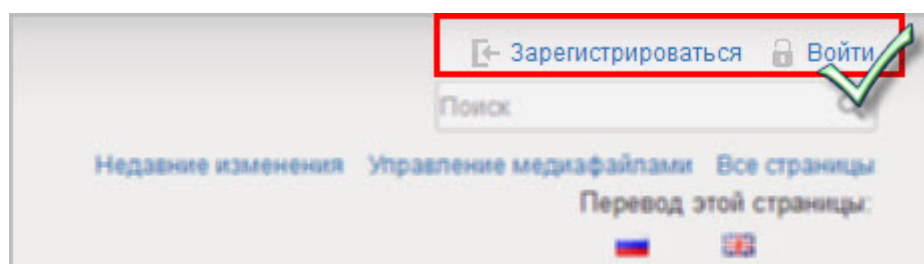 Зарегистрироваться Войти
Поиск
Недавние изменения Управление медиафайлами Все страницы
Перевод этой страницы: